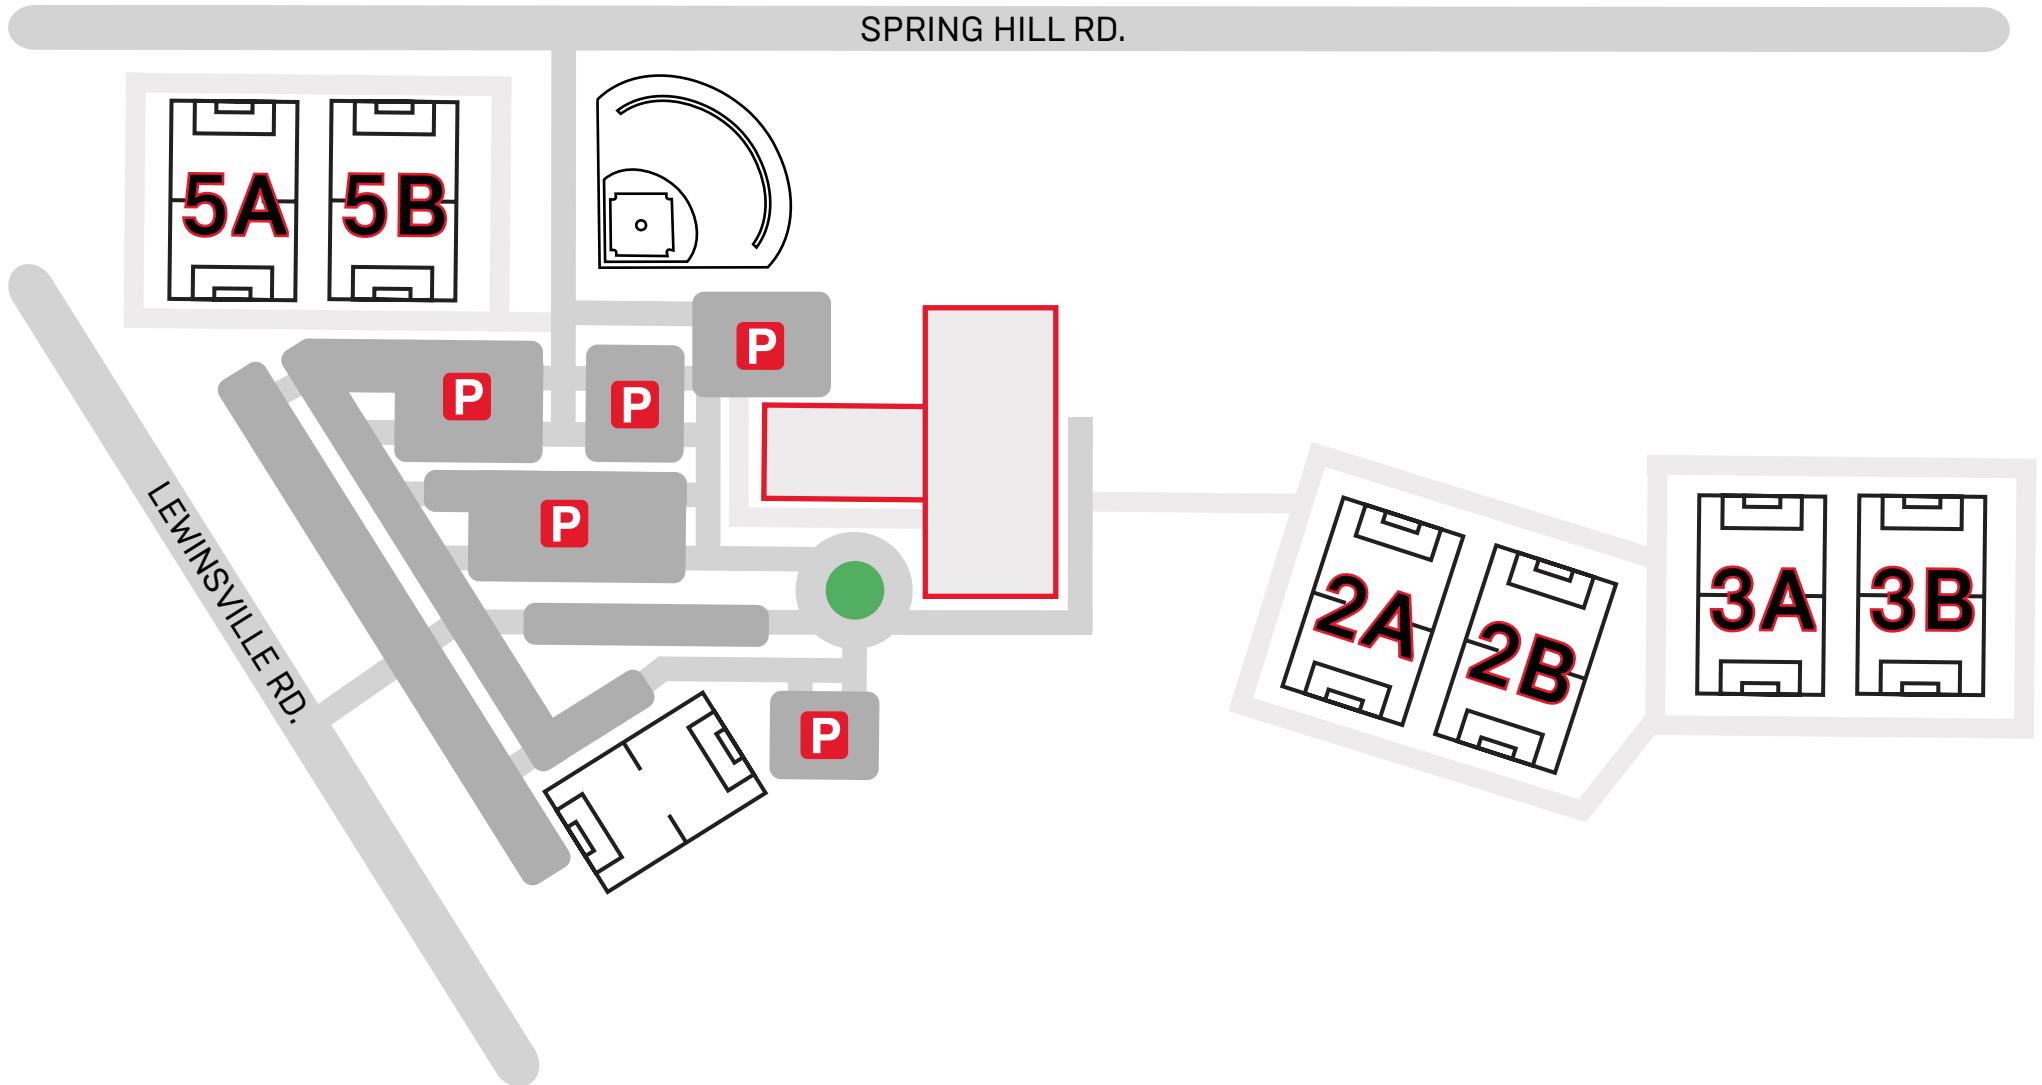 SPRING HILL RD.
5A
5B
P
P
P
P
LEWINSVILLE RD.
2A
2B
3A
3B
P